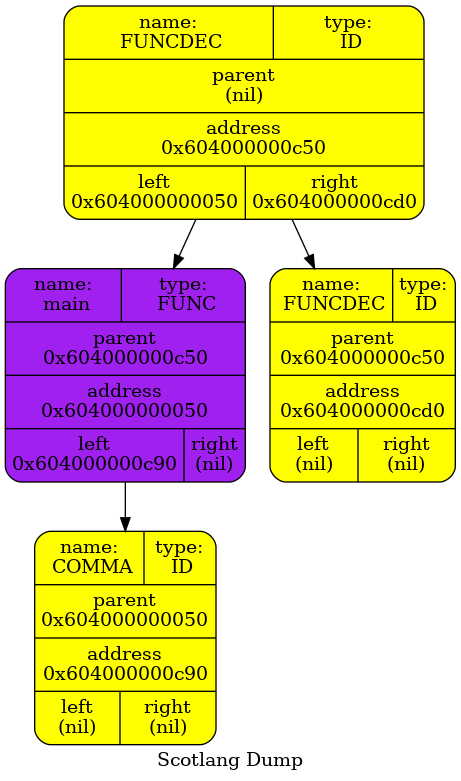 name: type:
FUNCDEC ID
parent
(nil)
address
0x604000000c50
left right
0x604000000050 0x604000000cd0
name: type:
main FUNC
parent
0x604000000c50
address
0x604000000050
left right
0x604000000c90 (nil)
name: type:
FUNCDEC ID
parent
0x604000000c50
address
0x604000000cd0
left right
(nil) (nil)
name: type:
COMMA ID
parent
0x604000000050
address
0x604000000c90
left right
(nil) (nil)
Scotlang Dump